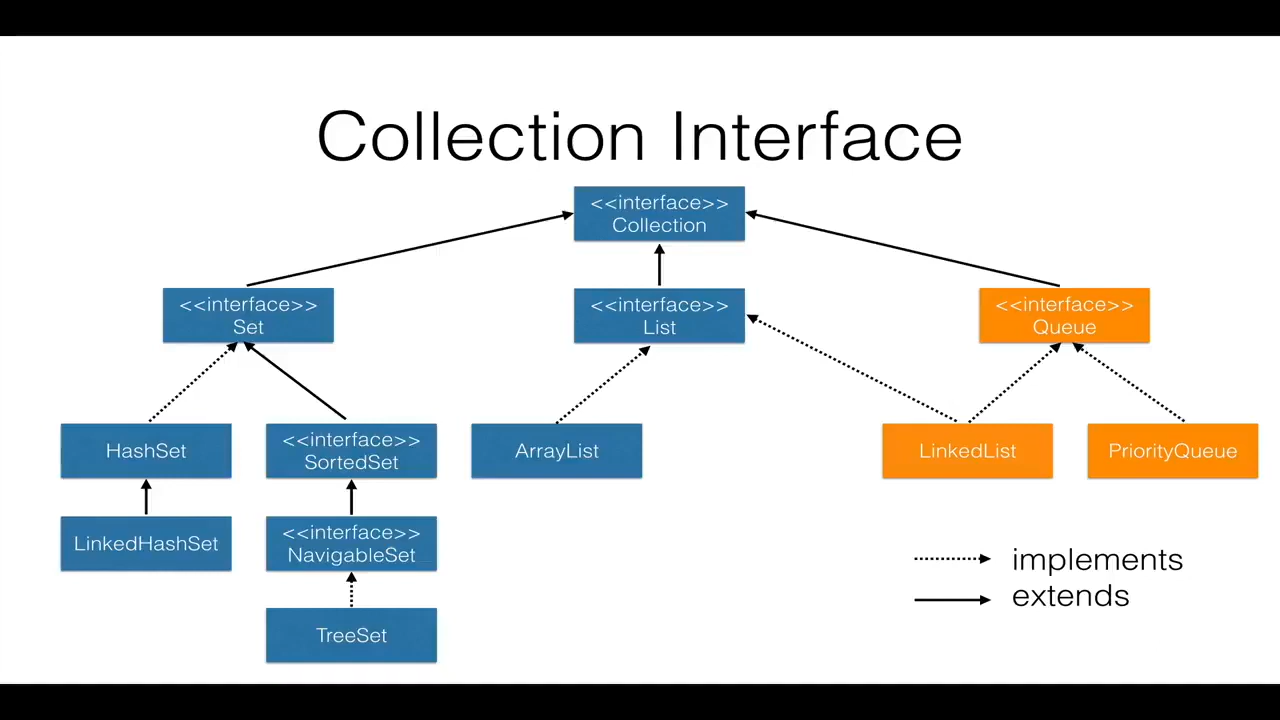 Collection Interface
<<interface>>
Collection
<<interface>>
Set
<<interface>>
List
<<interface>>
Queue
HashSet
<<interface>>
SortedSet
ArrayList
LinkedList
PriorityQueue
LinkedHashSet
<<interface>>
NavigableSet
TreeSet
implements
extends